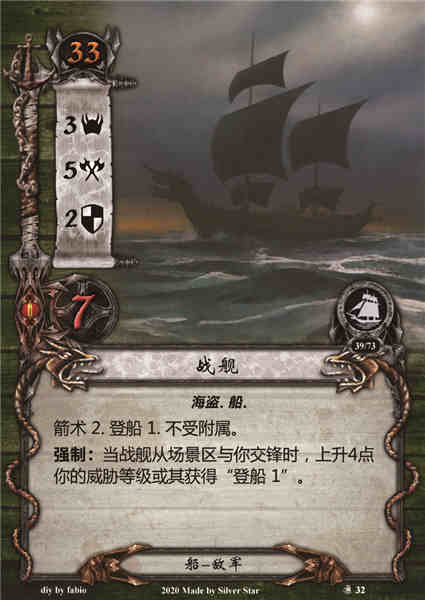 33
3
5
2
7
39/73
战舰
海盗. 船.
箭术 2. 登船 1. 不受附属。
强制：当战舰从场景区与你交锋时，上升4点
你的威胁等级或其获得“登船 1”。
船–敌军
diy by fabio 2020 Made by Silver Star 32